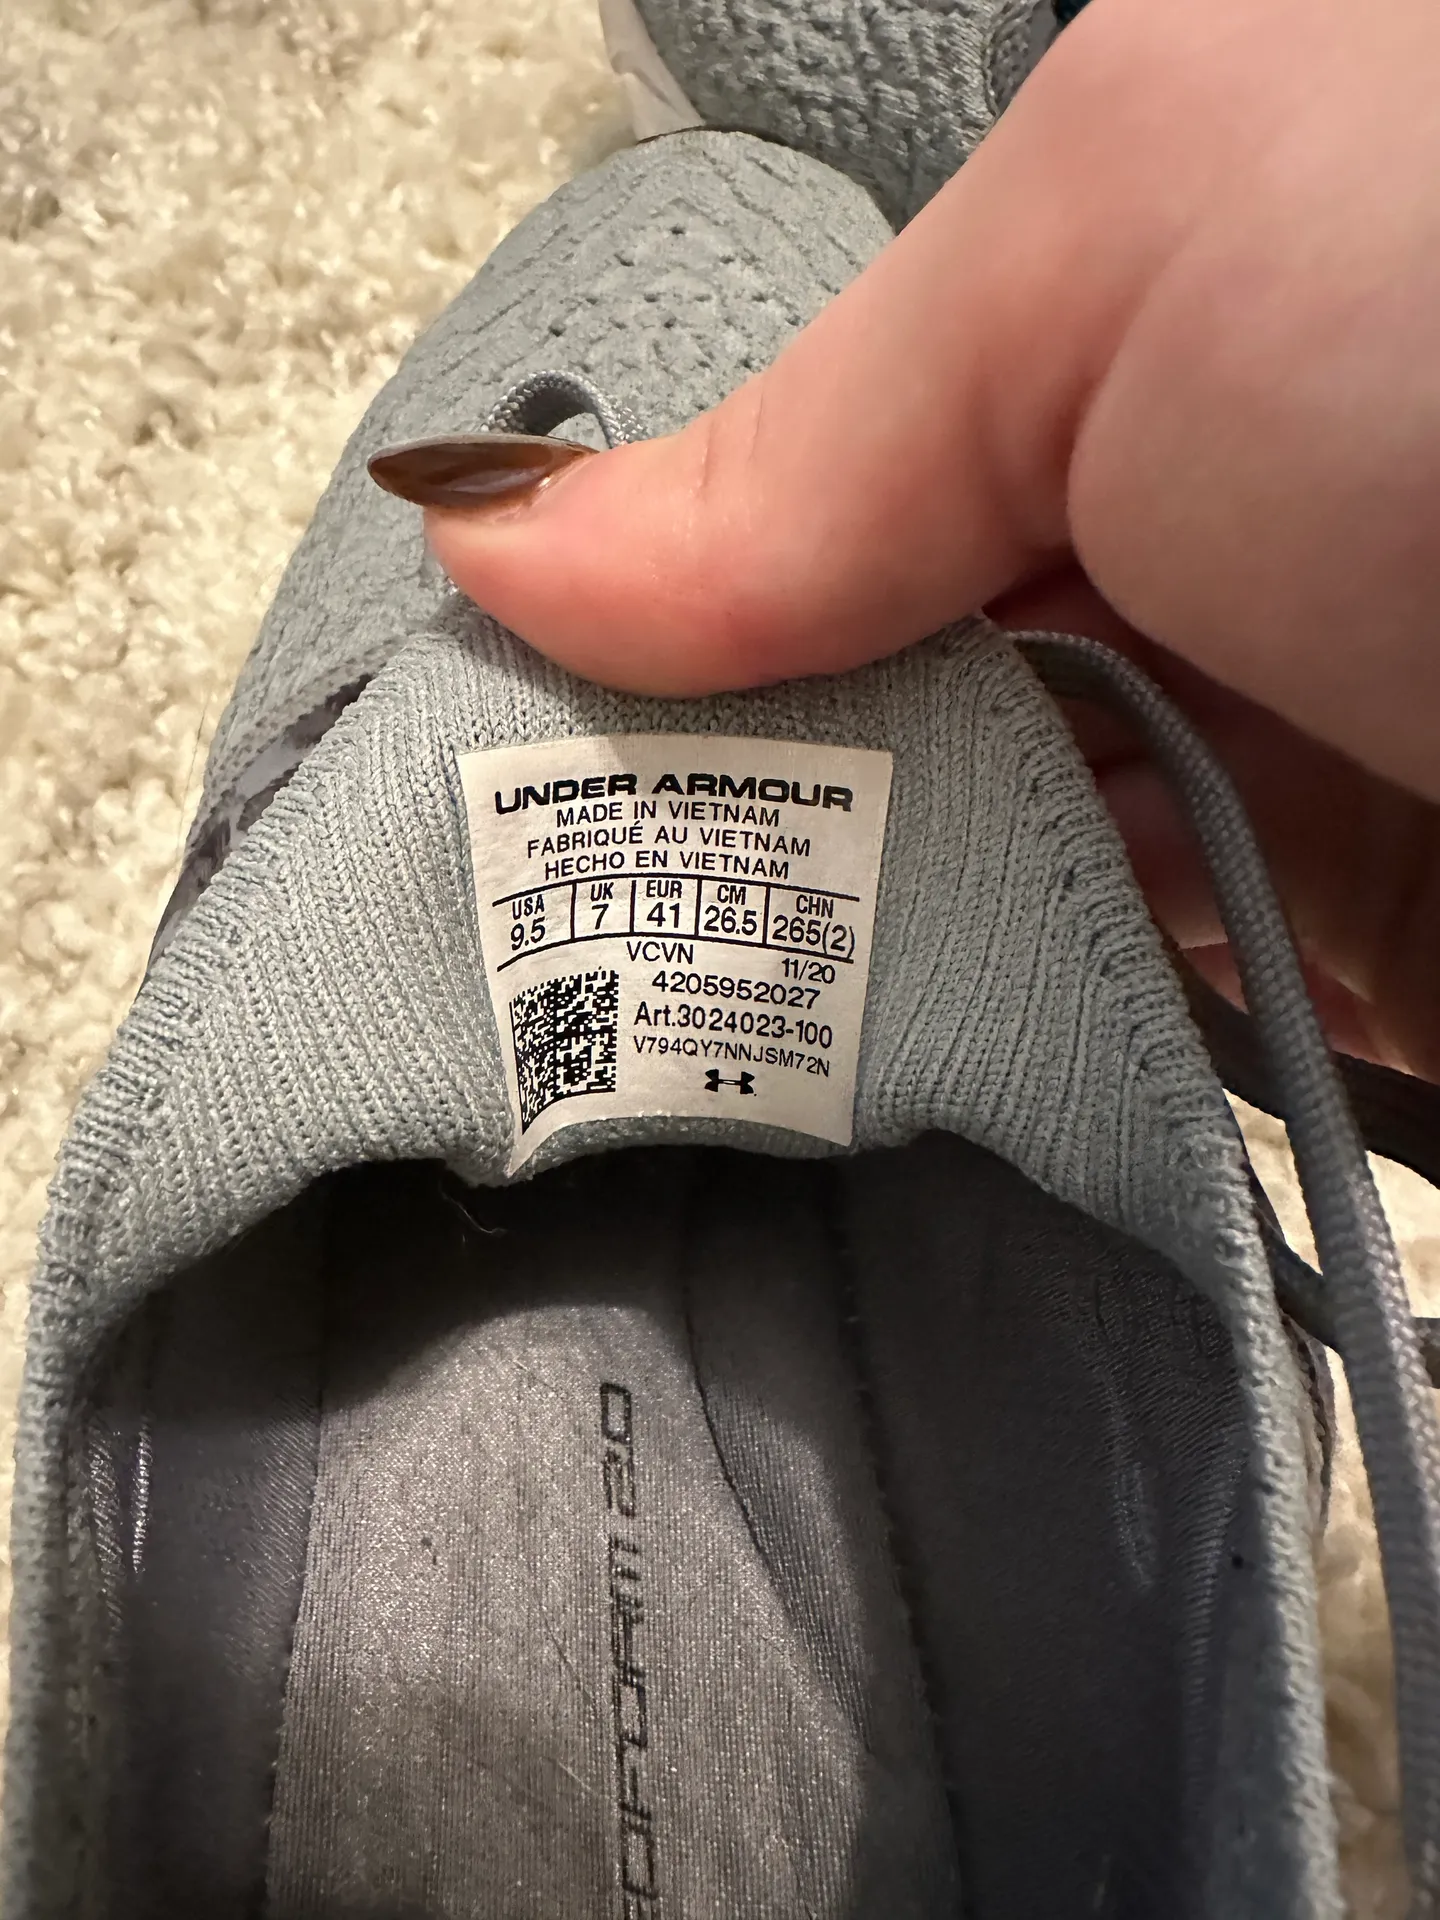 UNDER ARMOUR
MADE IN VIETNAM
FABRIQUÉ AU VIETNAM
HECHO EN VIETNAM
USA UK EUR CM CHN
9.5 7 41 26.5 265(2)
VCVN 11/20
4205952027
Art.3024023-100
V794QY7NNJSM72N